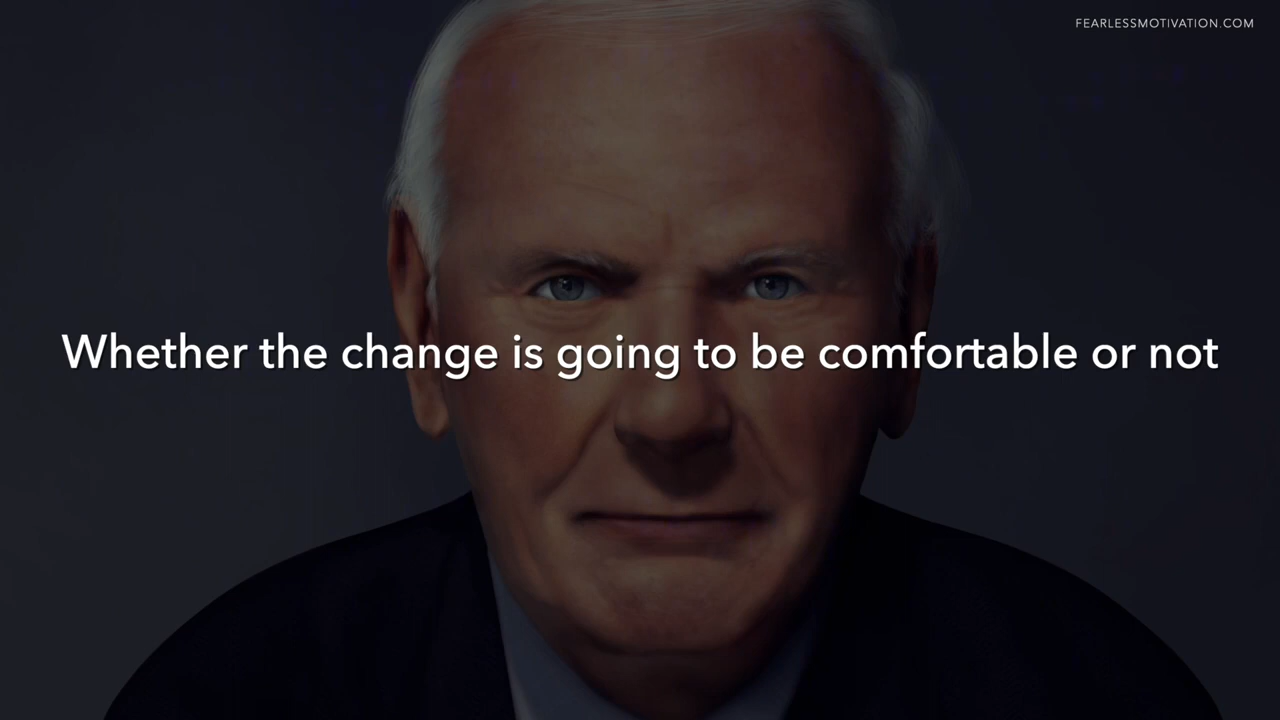 FEARLESSMOTIVATION.COM
Whether the change is going to be comfortable or not